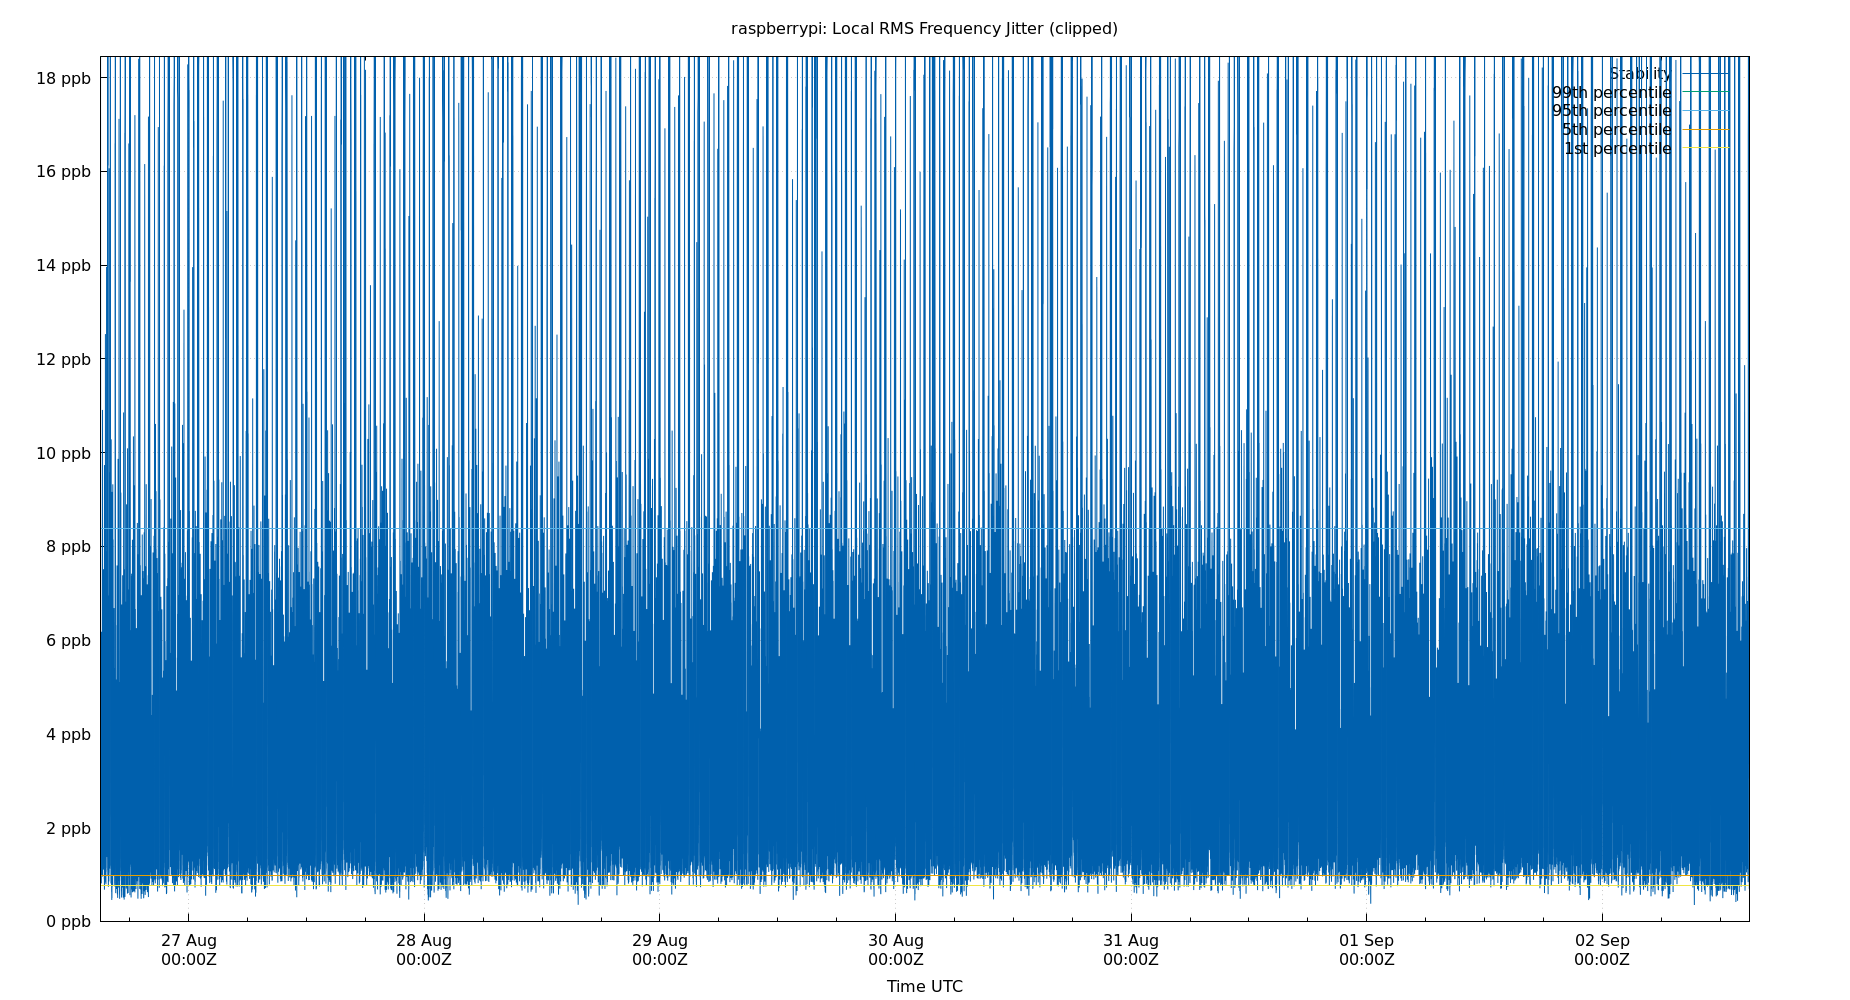 raspberrypi: Local RMS Frequency Jitter (clipped)
18 ppb
16 ppb
14 ppb
12 ppb
10 ppb
8 ppb
6 ppb
4 ppb
2 ppb
0 ppb
Stability
99th percentile
95th percentile
5th percentile
1st percentile
27 Aug
00:00Z
28 Aug
00:00Z
29 Aug
00:00Z
30 Aug
00:00Z
31 Aug
00:00Z
01 Sep
00:00Z
02 Sep
00:00Z
Time UTC